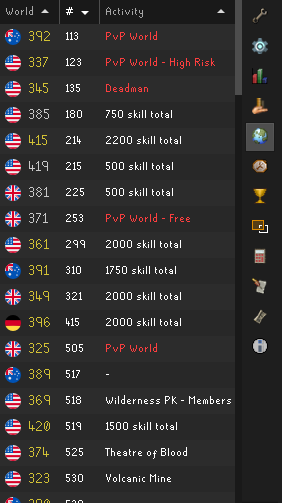 World # Activity
392 113 PvP World
337 123 PvP World - High Risk
345 135 Deadman
385 180 750 skill total
415 214 2200 skill total
419 215 500 skill total
381 225 500 skill total
371 253 PvP World - Free
361 299 2000 skill total
391 310 1750 skill total
349 321 2000 skill total
396 415 2000 skill total
325 505 PvP World
389 517 -
369 518 Wilderness PK - Members
420 519 1500 skill total
374 525 Theatre of Blood
323 530 Volcanic Mine